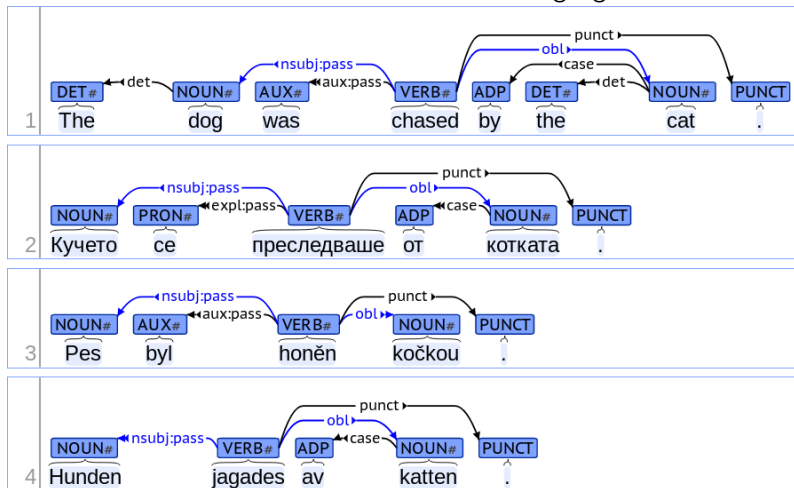 punct
obl
nsubj:pass case
det aux:pass det
DET# NOUN# AUX# VERB# ADP DET# NOUN# PUNCT
1 The dog was chased by the cat .
punct
nsubj:pass obl
expl:pass case
NOUN# PRON# VERB# ADP NOUN# PUNCT
2 Кучето се преследваше от котката .
nsubj:pass punct
aux:pass obl
NOUN# AUX# VERB# NOUN# PUNCT
3 Pes byl honěn kočkou .
punct
obl
nsubj:pass case
NOUN# VERB# ADP NOUN# PUNCT
4 Hunden jagades av katten .